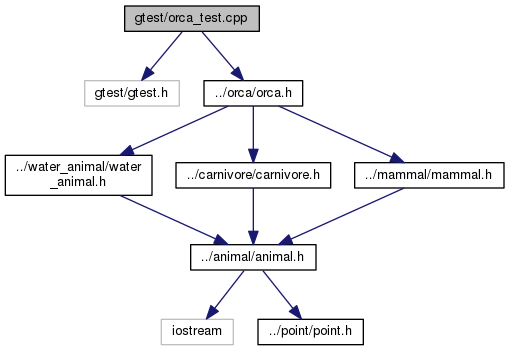 gtest/orca_test.cpp
gtest/gtest.h
../orca/orca.h
../water_animal/water
_animal.h
../carnivore/carnivore.h
../mammal/mammal.h
../animal/animal.h
iostream
../point/point.h